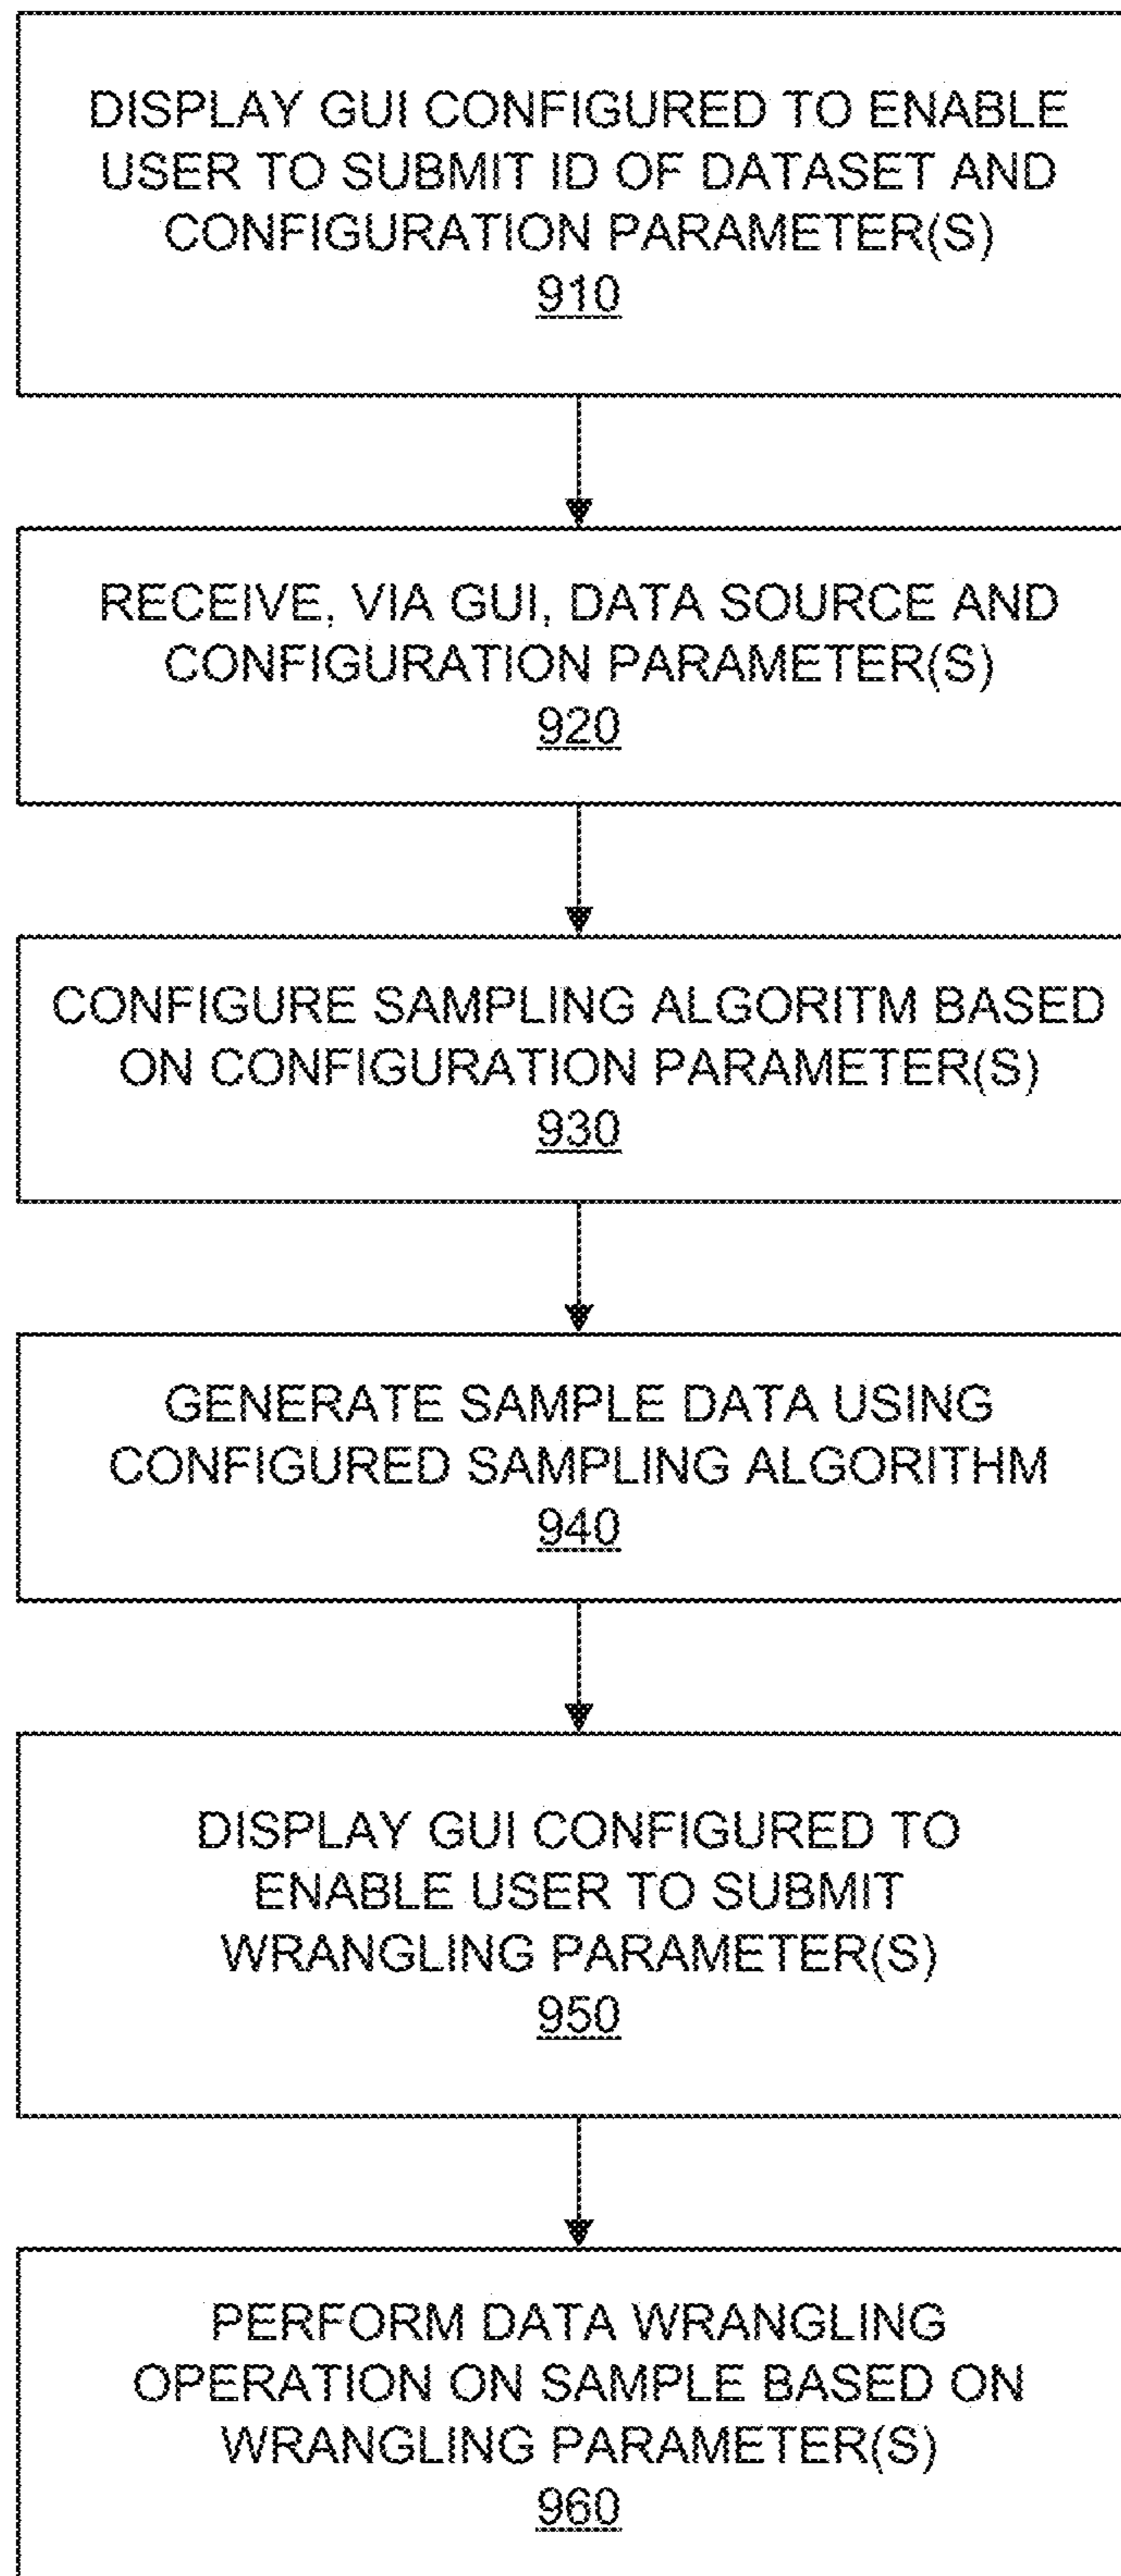 DISPLAY GUI CONFIGURED TO ENABLE
USER TO SUBMIT ID OF DATASET AND
CONFIGURATION PARAMETER(S)
910
RECEIVE, VIA GUI, DATA SOURCE AND
CONFIGURATION PARAMETER(S)
920
CONFIGURE SAMPLING ALGORITM BASED
ON CONFIGURATION PARAMETER(S)
930
GENERATE SAMPLE DATA USING
CONFIGURED SAMPLING ALGORITHM
940
DISPLAY GUI CONFIGURED TO
ENABLE USER TO SUBMIT
WRANGLING PARAMETER(S)
950
PERFORM DATA WRANGLING
OPERATION ON SAMPLE BASED ON
WRANGLING PARAMETER(S)
960